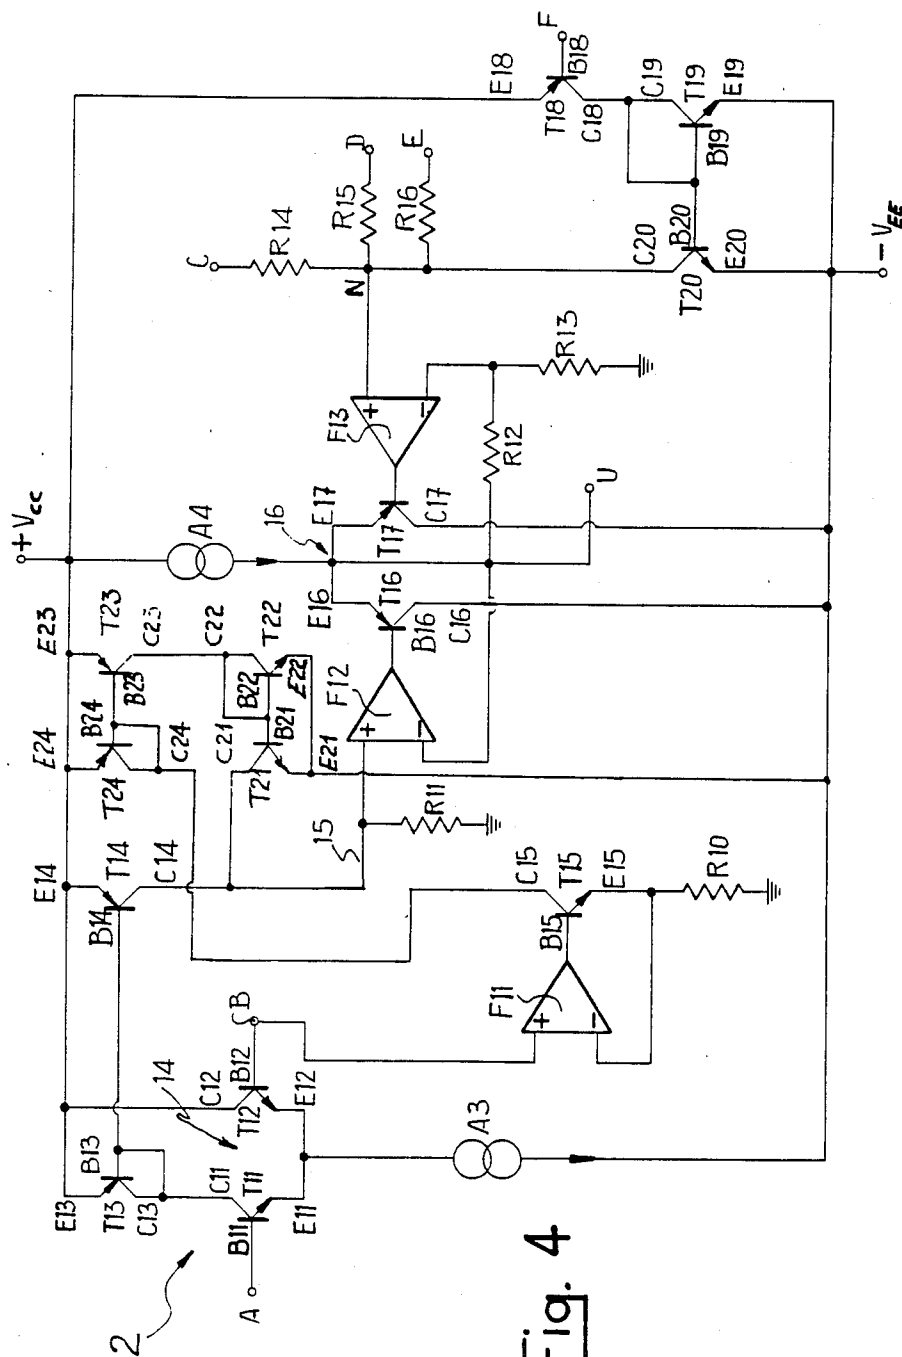 2
A
B11
E11
T11
C11
E13
T13
C13
B13
14
C12
B12
T12
E12
B
A3
F11
+
−
B15
C15
T15
E15
R10
E14
B14
T14
C14
15
R11
E24
B24
T24
C24
E23
T23
B23
C23
C22
T22
B22
E22
C21
B21
T21
E21
F12
+
−
E16
T16
B16
C16
+Vcc
A4
16
E17
T17
C17
U
F13
+
−
R12
R13
N
C
R14
D
R15
E
R16
C20
B20
T20
E20
E18
T18
B18
C18
F
C19
T19
B19
E19
−VEE
Fig. 4